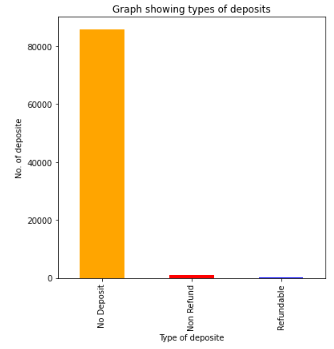 Graph showing types of deposits
No. of deposite
80000
60000
40000
20000
0
No Deposit
Non Refund
Refundable
Type of deposite